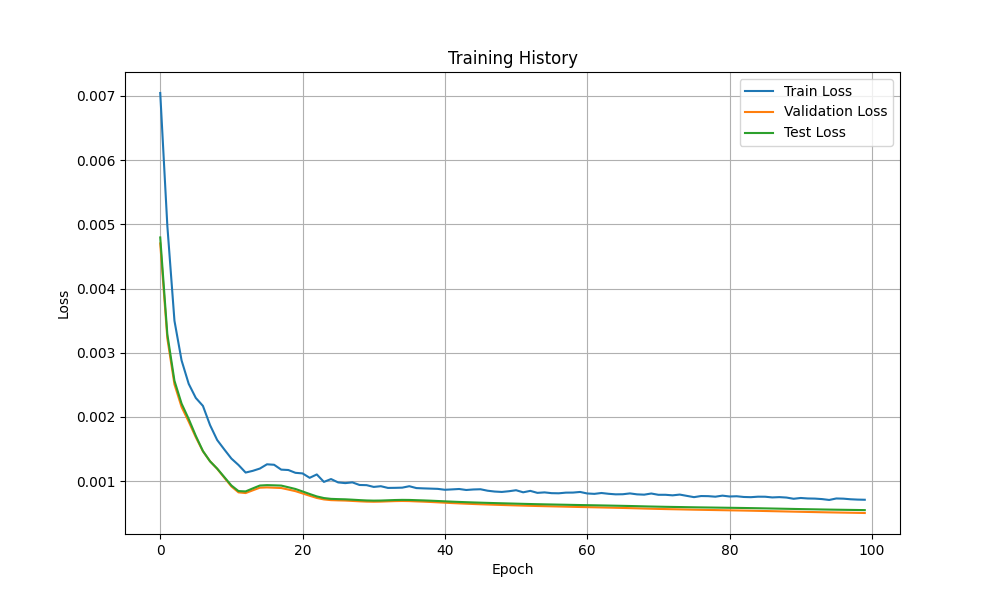 Training History
Train Loss
Validation Loss
Test Loss
0.007
0.006
0.005
0.004
0.003
0.002
0.001
Loss
0 20 40 60 80 100
Epoch